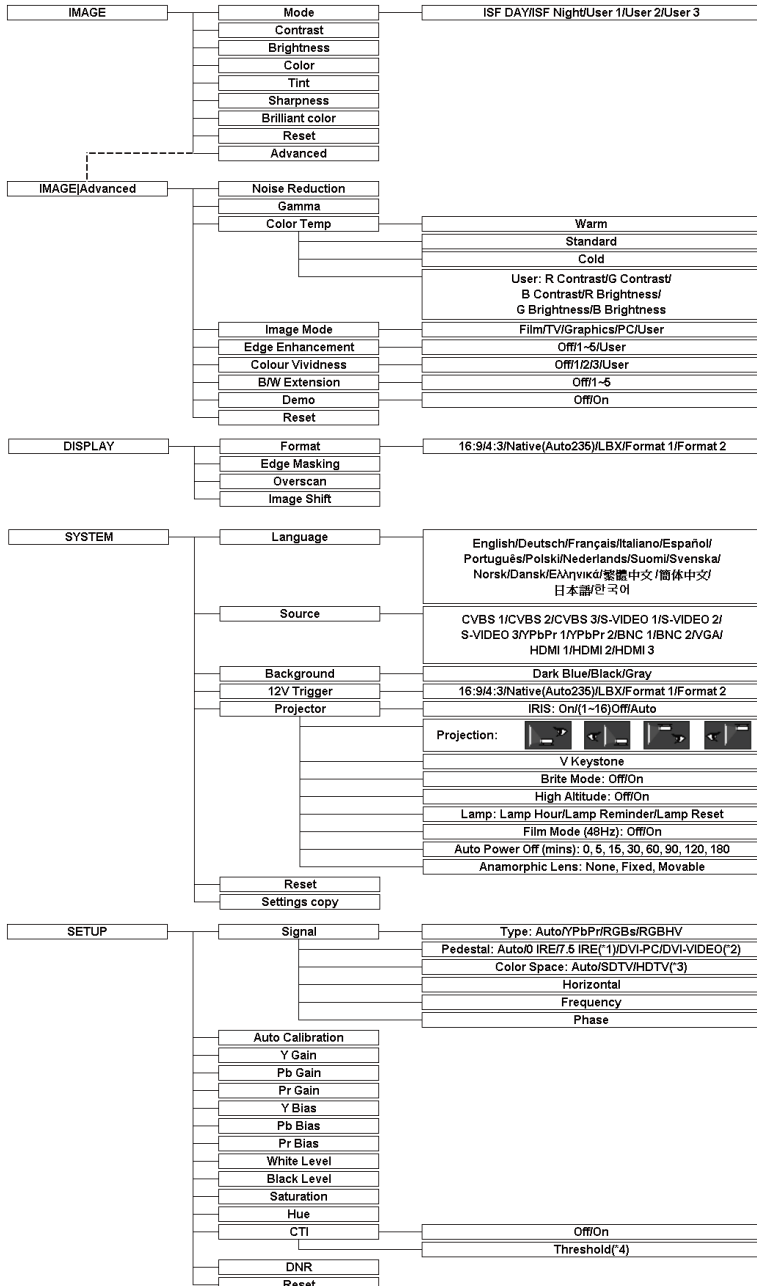 IMAGE
Mode
ISF DAY/ISF Night/User 1/User 2/User 3
Contrast
Brightness
Color
Tint
Sharpness
Brilliant color
Reset
Advanced
IMAGE|Advanced
Noise Reduction
Gamma
Color Temp
Warm
Standard
Cold
User: R Contrast/G Contrast/
B Contrast/R Brightness/
G Brightness/B Brightness
Image Mode
Film/TV/Graphics/PC/User
Edge Enhancement
Off/1~5/User
Colour Vividness
Off/1/2/3/User
B/W Extension
Off/1~5
Demo
Off/On
Reset
DISPLAY
Format
16:9/4:3/Native(Auto235)/LBX/Format 1/Format 2
Edge Masking
Overscan
Image Shift
SYSTEM
Language
English/Deutsch/Français/Italiano/Español/
Português/Polski/Nederlands/Suomi/Svenska/
Norsk/Dansk/Ελληνικά/繁體中文/簡体中文/
日本語/한국어
Source
CVBS 1/CVBS 2/CVBS 3/S-VIDEO 1/S-VIDEO 2/
S-VIDEO 3/YPbPr 1/YPbPr 2/BNC 1/BNC 2/VGA/
HDMI 1/HDMI 2/HDMI 3
Background
Dark Blue/Black/Gray
12V Trigger
16:9/4:3/Native(Auto235)/LBX/Format 1/Format 2
Projector
IRIS: On/(1~16)Off/Auto
Projection:
V Keystone
Brite Mode: Off/On
High Altitude: Off/On
Lamp: Lamp Hour/Lamp Reminder/Lamp Reset
Film Mode (48Hz): Off/On
Auto Power Off (mins): 0, 5, 15, 30, 60, 90, 120, 180
Anamorphic Lens: None, Fixed, Movable
Reset
Settings copy
SETUP
Signal
Type: Auto/YPbPr/RGBs/RGBHV
Pedestal: Auto/0 IRE/7.5 IRE(*1)/DVI-PC/DVI-VIDEO(*2)
Color Space: Auto/SDTV/HDTV(*3)
Horizontal
Frequency
Phase
Auto Calibration
Y Gain
Pb Gain
Pr Gain
Y Bias
Pb Bias
Pr Bias
White Level
Black Level
Saturation
Hue
CTI
Off/On
Threshold(*4)
DNR
Reset